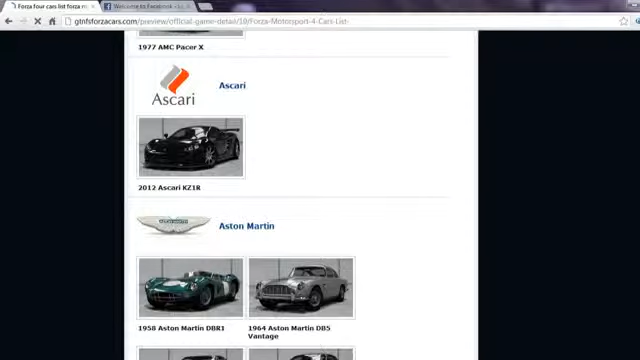 Forza four cars list forza m
Welcome to Facebook - Lo
gtnfsforzacars.com/preview/official-game-detail/10/Forza-Motorsport-4-Cars-List-
1977 AMC Pacer X
Ascari
Ascari
2012 Ascari KZ1R
Aston Martin
1958 Aston Martin DBR1
1964 Aston Martin DB5
Vantage